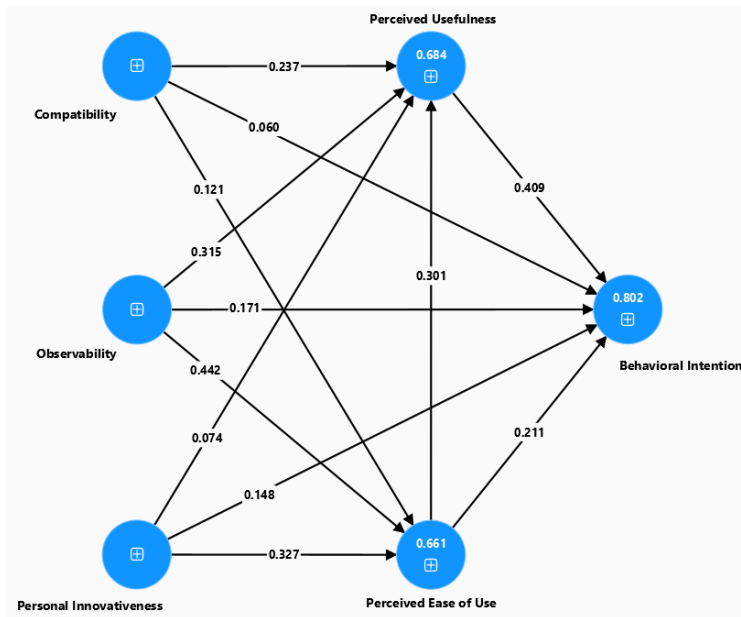 Perceived Usefulness
0.684
0.237
Compatibility
0.060
0.121
0.409
0.315
0.301
0.171
0.802
Observability
0.442
Behavioral Intention
0.074
0.211
0.148
0.327
0.661
Personal Innovativeness
Perceived Ease of Use